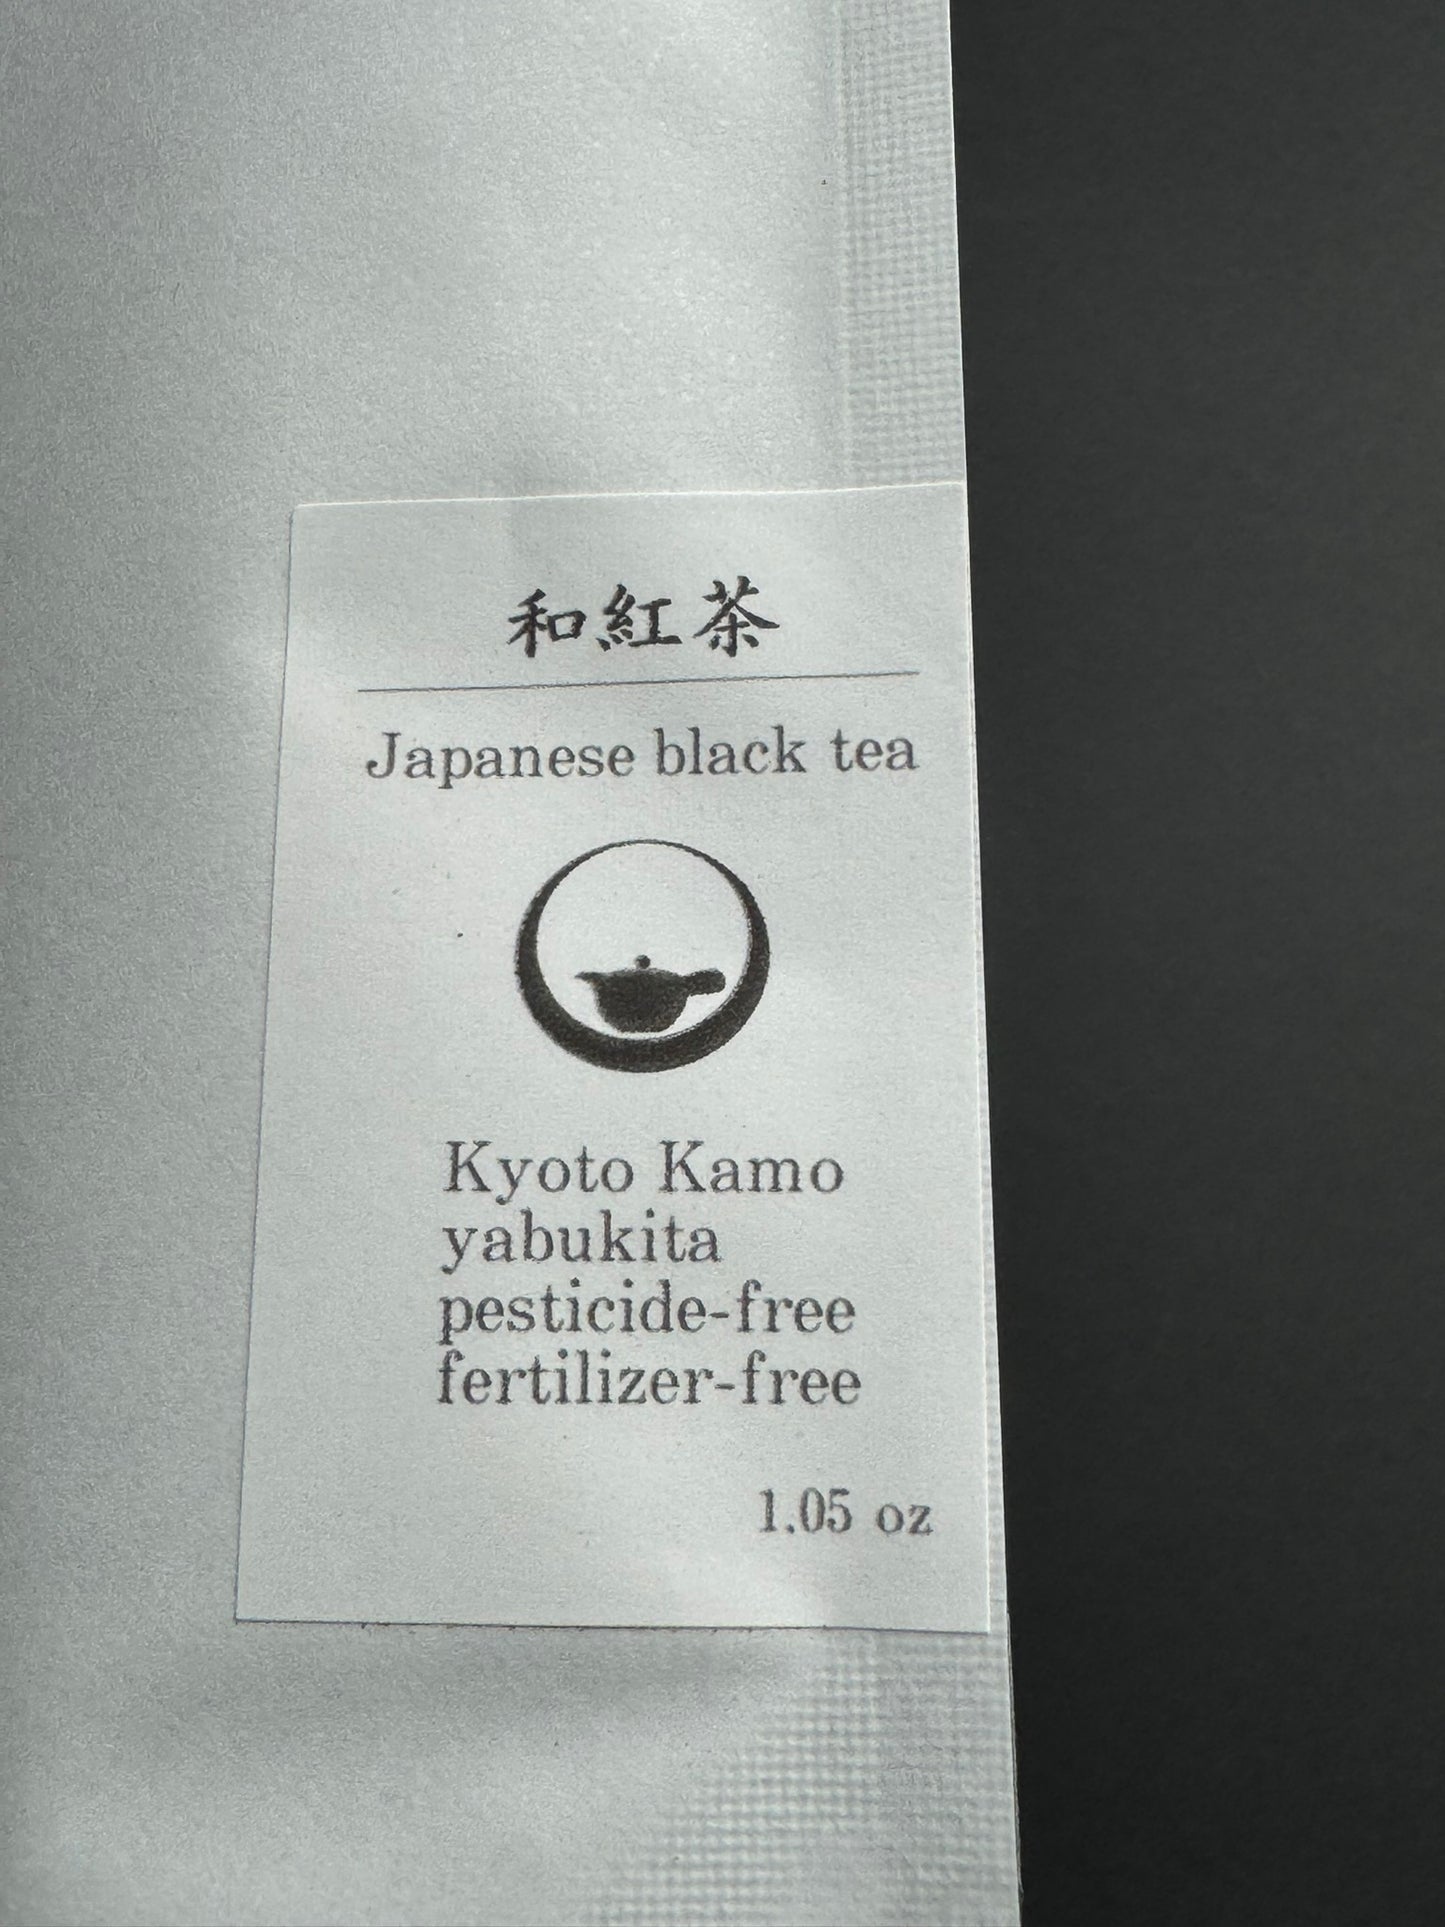 和紅茶
Japanese black tea
Kyoto Kamo
yabukita
pesticide-free
fertilizer-free
1.05 oz